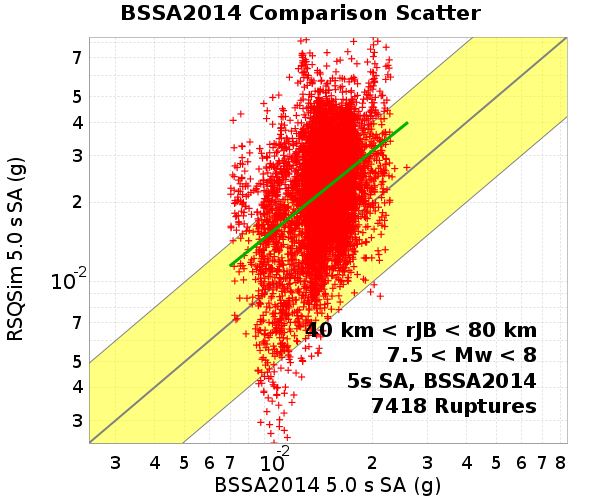 BSSA2014 Comparison Scatter
RSQSim 5.0 s SA (g)
7
5
4
3
2
10-2
7
5
4
3
40 km < rJB < 80 km
7.5 < Mw < 8
5s SA, BSSA2014
7418 Ruptures
3 4 5 6 7 10-2 2 3 4 5 6 7 8
BSSA2014 5.0 s SA (g)